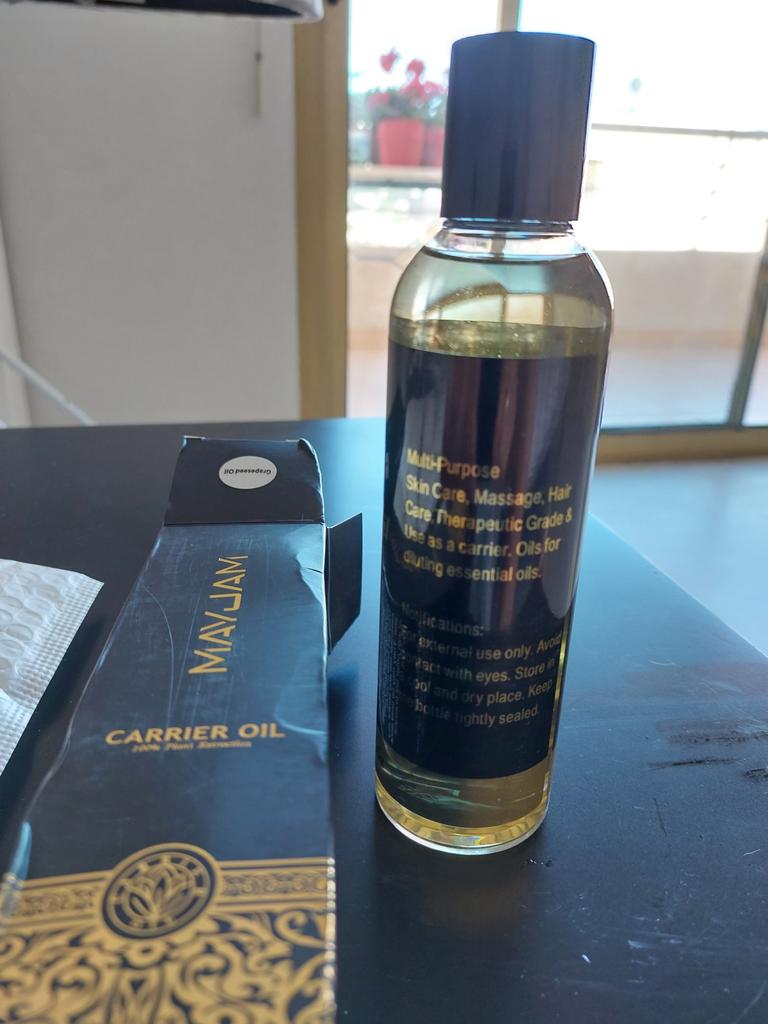 Grapeseed Oil
MAYJAM
CARRIER OIL
100% Plant Extraction
Multi-Purpose
Skin Care, Massage, Hair
Care,Therapeutic Grade &
Use as a carrier. Oils for
diluting essential oils.
Notifications:
For external use only. Avoid
contact with eyes. Store in
cool and dry place. Keep
bottle tightly sealed.